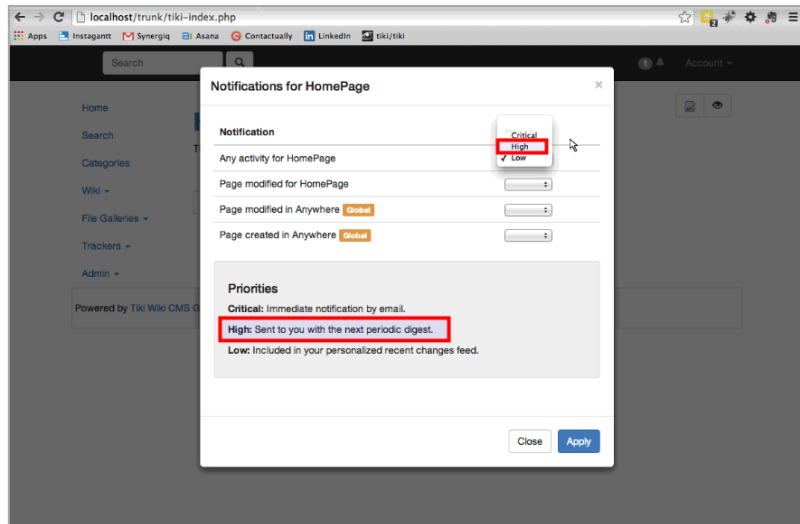 localhost/trunk/tiki-index.php
2
Apps Instagantt Synergiq Asana Contactually LinkedIn tiki/tiki
Search
1 Account
Notifications for HomePage ×
Home
Search
Categories
Wiki
File Galleries
Trackers
Admin
Powered by Tiki Wiki CMS G
Notification
Critical
High
✓ Low
Any activity for HomePage
Page modified for HomePage
Page modified in Anywhere Global
Page created in Anywhere Global
Priorities
Critical: Immediate notification by email.
High: Sent to you with the next periodic digest.
Low: Included in your personalized recent changes feed.
Close Apply